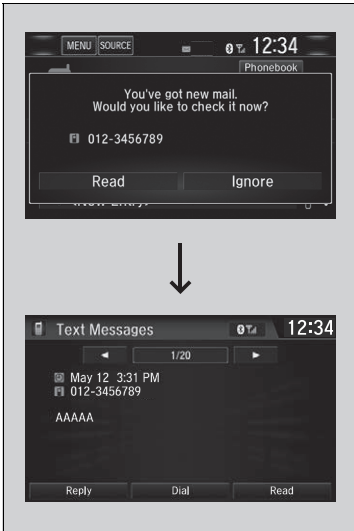 MENU SOURCE 12:34
Phonebook
You've got new mail.
Would you like to check it now?
012-3456789
Read Ignore
Text Messages 12:34
◄ 1/20 ►
May 12 3:31 PM
012-3456789
AAAAA
Reply Dial Read